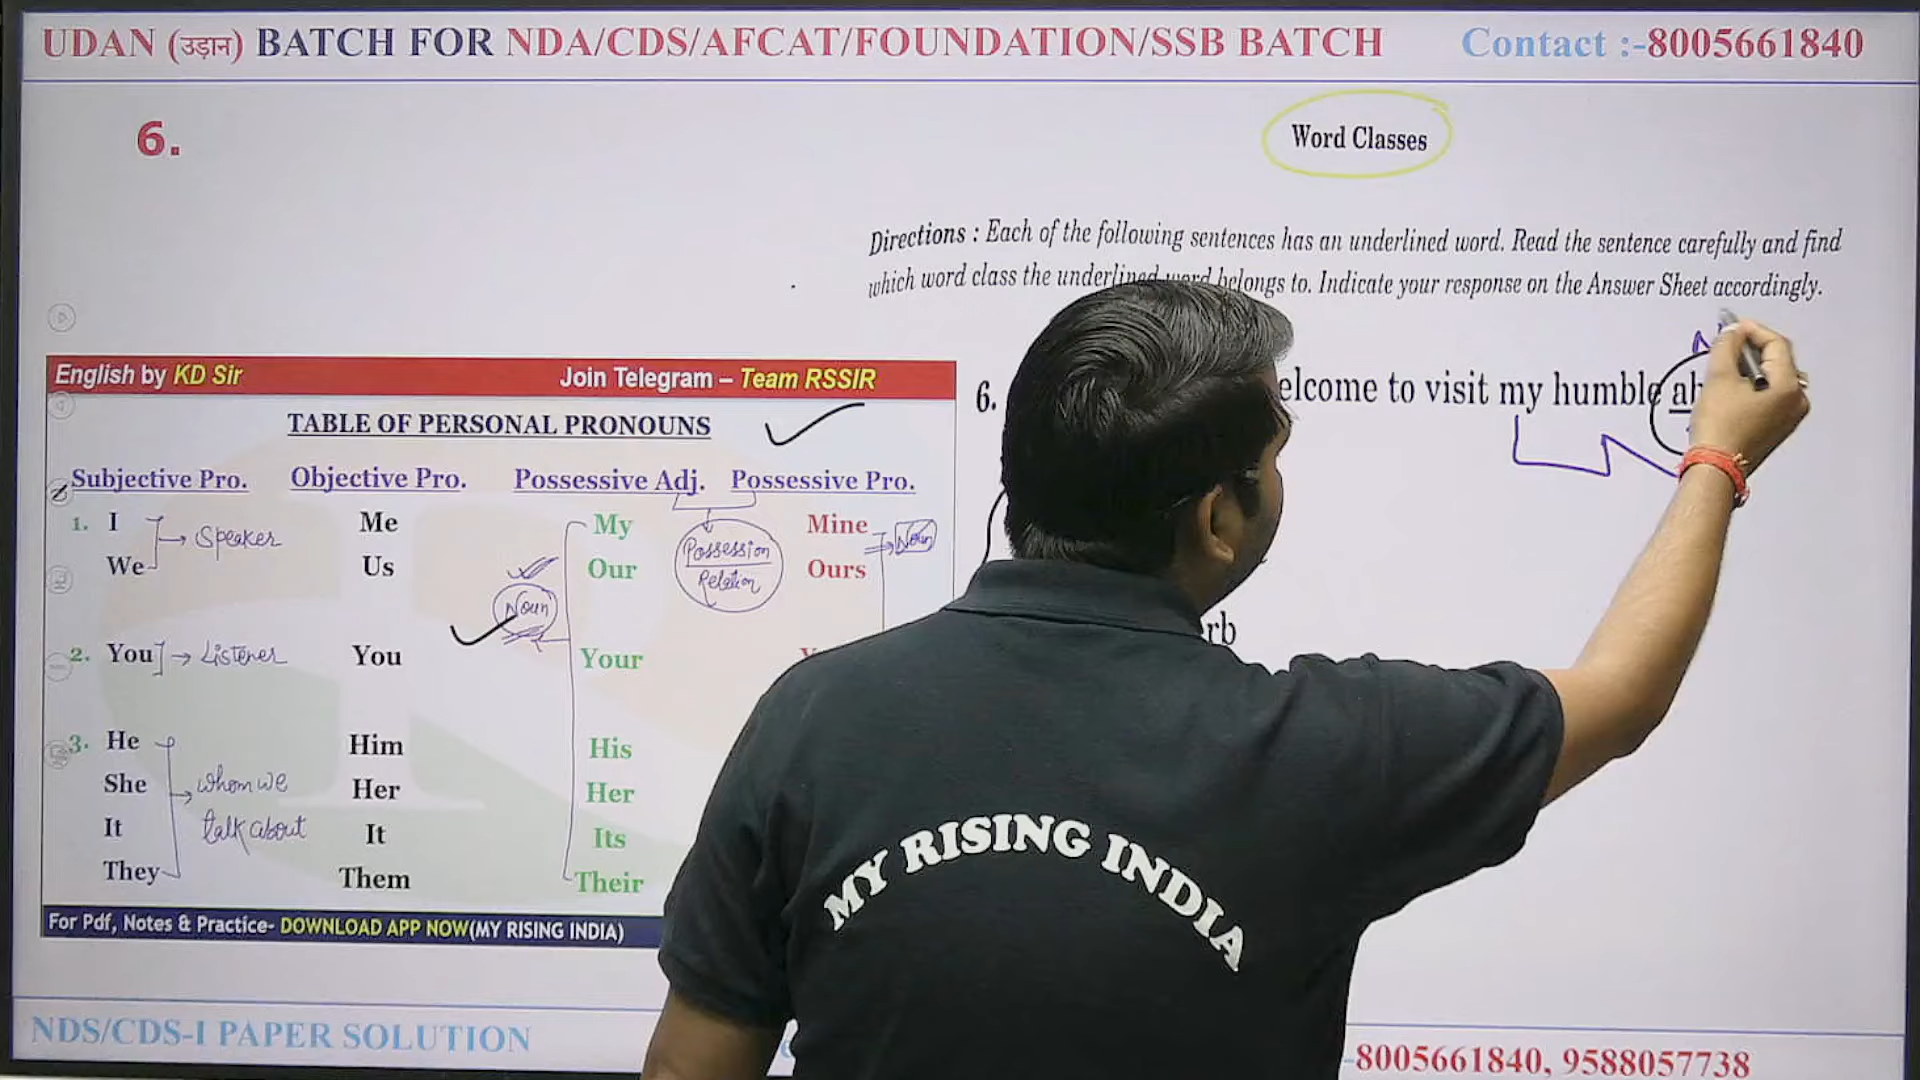 UDAN (उड़ान) BATCH FOR NDA/CDS/AFCAT/FOUNDATION/SSB BATCH Contact :-8005661840
6.
Word Classes
Directions : Each of the following sentences has an underlined word. Read the sentence carefully and find
which word class the underlined word belongs to. Indicate your response on the Answer Sheet accordingly.
6. elcome to visit my humble ab
rb
English by KD Sir Join Telegram – Team RSSIR
TABLE OF PERSONAL PRONOUNS
Subjective Pro. Objective Pro. Possessive Adj. Possessive Pro.
1. I Me My Mine
We Us Our Ours
Speaker
Possession
Relation
Noun
Noun
2. You Listener You Your
3. He Him His
She whom we Her Her
It talk about It Its
They Them Their
For Pdf, Notes & Practice- DOWNLOAD APP NOW(MY RISING INDIA)
MY RISING INDIA
NDS/CDS-I PAPER SOLUTION -8005661840, 9588057738